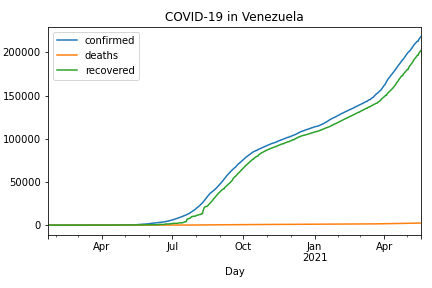 COVID-19 in Venezuela
confirmed
deaths
recovered
200000
150000
100000
50000
0
Apr Jul Oct Jan Apr
2021
Day